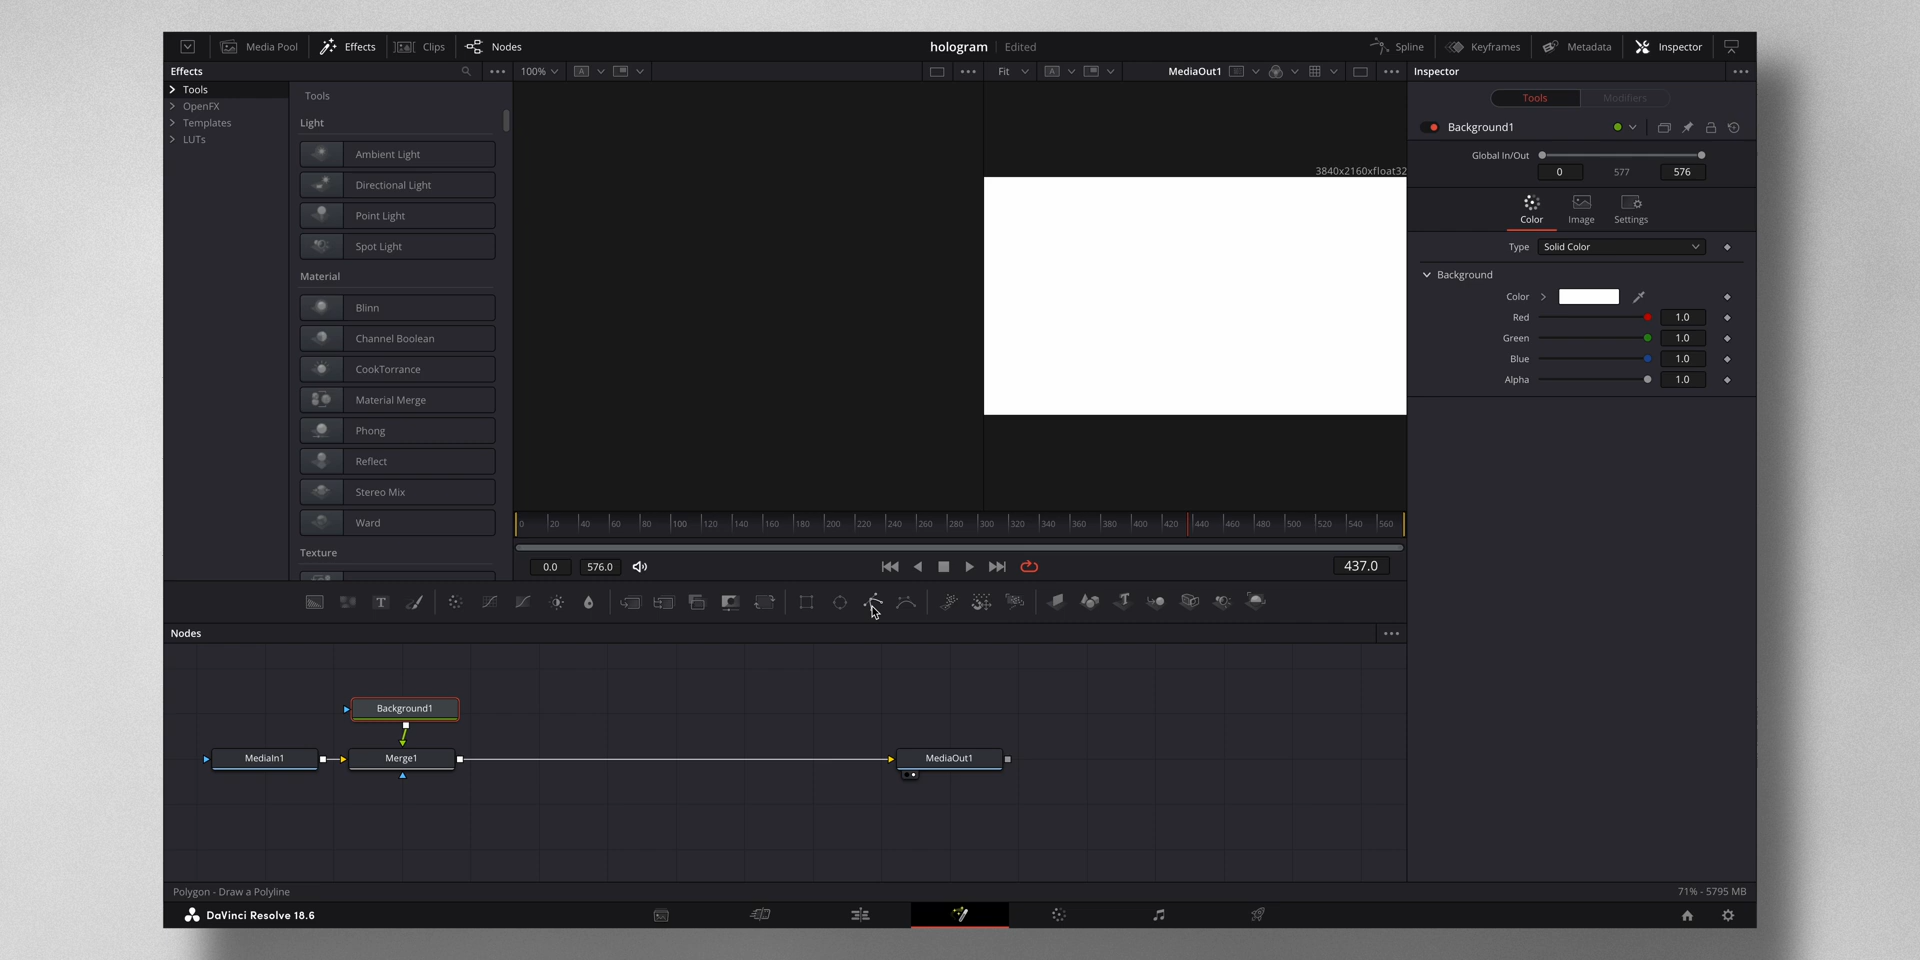 Media Pool Effects Clips Nodes hologram Edited Spline Keyframes Metadata Inspector
Effects 100% Fit MediaOut1 Inspector
Tools
OpenFX
Templates
LUTs
Tools
Light
Ambient Light
Directional Light
Point Light
Spot Light
Material
Blinn
Channel Boolean
CookTorrance
Material Merge
Phong
Reflect
Stereo Mix
Ward
Texture
3840x2160xfloat32
0 20 40 60 80 100 120 140 160 180 200 220 240 260 280 300 320 340 360 380 400 420 440 460 480 500 520 540 560
0.0 576.0 437.0
Tools Modifiers
Background1
Global In/Out
0 577 576
Color Image Settings
Type Solid Color
Background
Color
Red 1.0
Green 1.0
Blue 1.0
Alpha 1.0
T
Nodes
Background1
MediaIn1 Merge1 MediaOut1
Polygon - Draw a Polyline 71% - 5795 MB
DaVinci Resolve 18.6